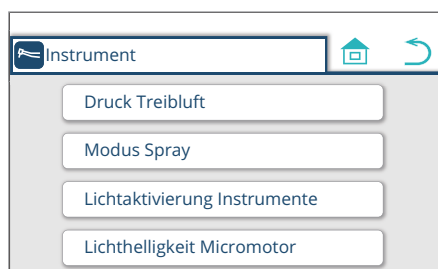 Instrument
Druck Treibluft
Modus Spray
Lichtaktivierung Instrumente
Lichthelligkeit Micromotor